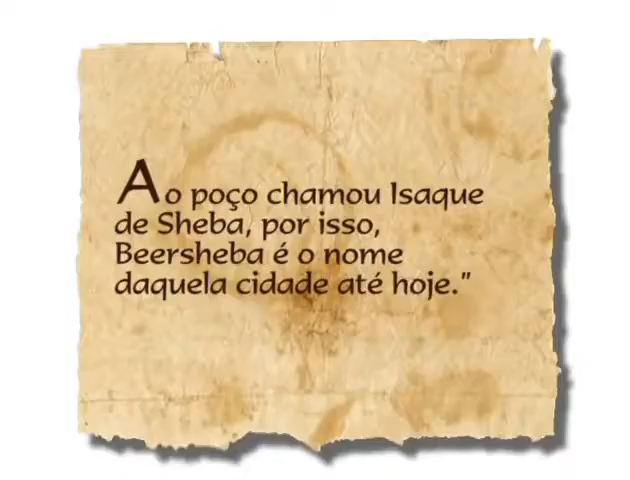 Ao poço chamou Isaque
de Sheba, por isso,
Beersheba é o nome
daquela cidade até hoje."